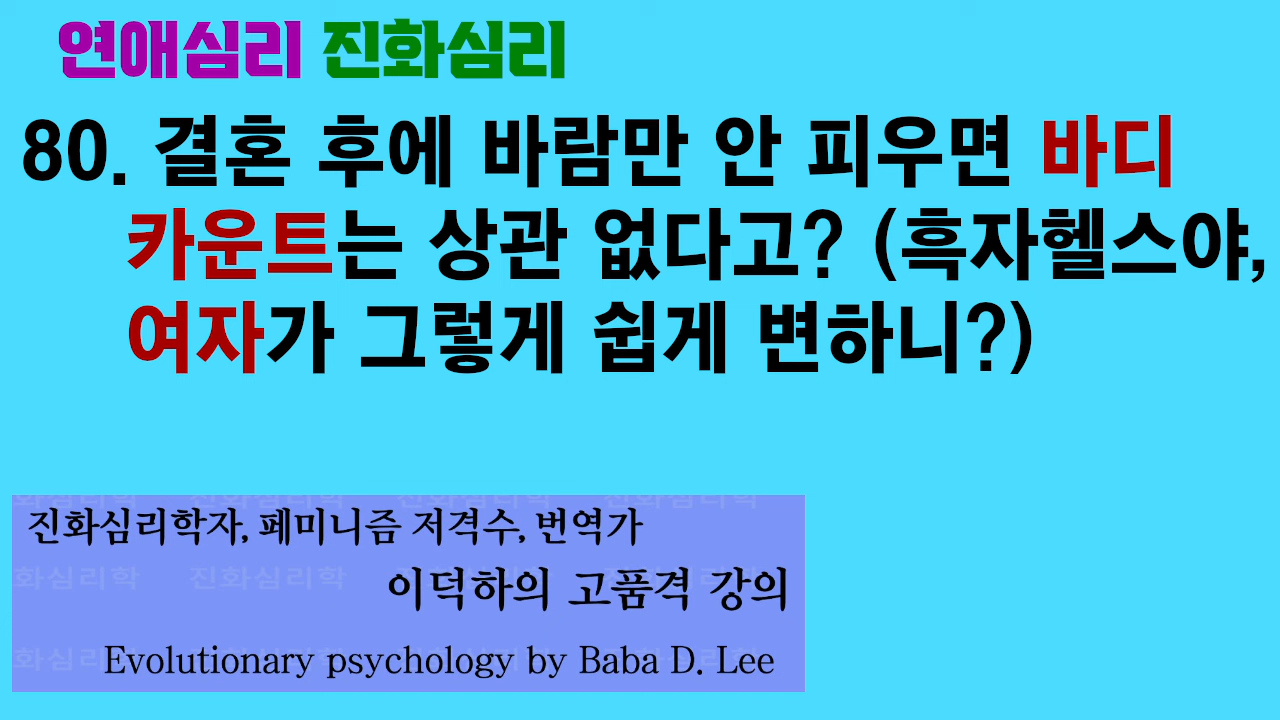 연애심리 진화심리
80. 결혼 후에 바람만 안 피우면 바디
카운트는 상관 없다고? (흑자헬스야,
여자가 그렇게 쉽게 변하니?)
진화심리학자, 페미니즘 저격수, 번역가
이덕하의 고품격 강의
Evolutionary psychology by Baba D. Lee